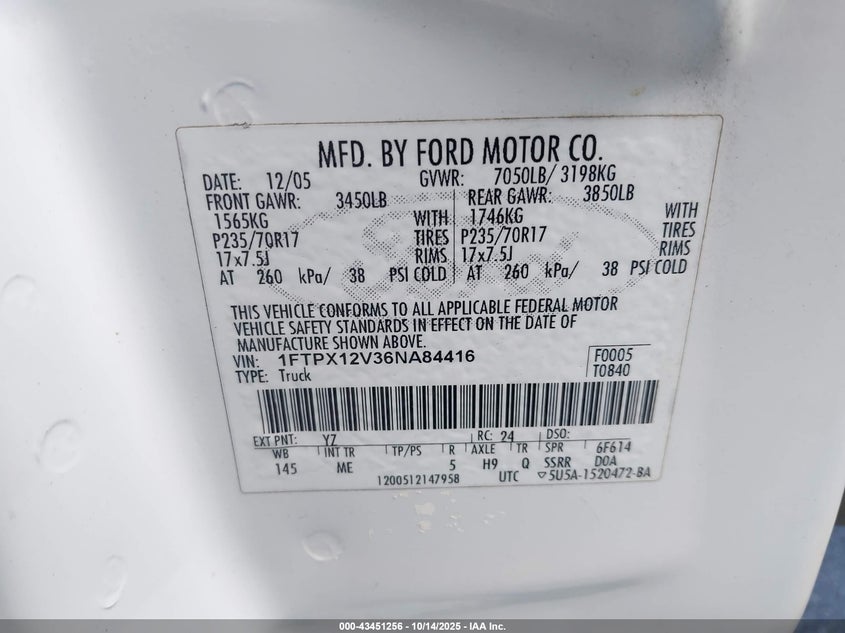 MFD. BY FORD MOTOR CO.
DATE: 12/05 GVWR: 7050LB/ 3198KG
FRONT GAWR: 3450LB REAR GAWR: 3850LB
1565KG WITH 1746KG WITH
P235/70R17 TIRES P235/70R17 TIRES
17x7.5J RIMS 17x7.5J RIMS
AT 260 kPa/ 38 PSI COLD AT 260 kPa/ 38 PSI COLD
THIS VEHICLE CONFORMS TO ALL APPLICABLE FEDERAL MOTOR
VEHICLE SAFETY STANDARDS IN EFFECT ON THE DATE OF
MANUFACTURE SHOWN ABOVE.
VIN: 1FTPX12V36NA84416 F0005
TYPE: Truck T0840
EXT PNT: YZ RC: 24 DSO:
WB INT TR TP/PS R AXLE TR SPR 6F614
145 ME 5 H9 Q SSRR DOA
1200512147958 UTC ▽5U5A-1520472-BA
000-43451256 - 10/14/2025 - IAA Inc.